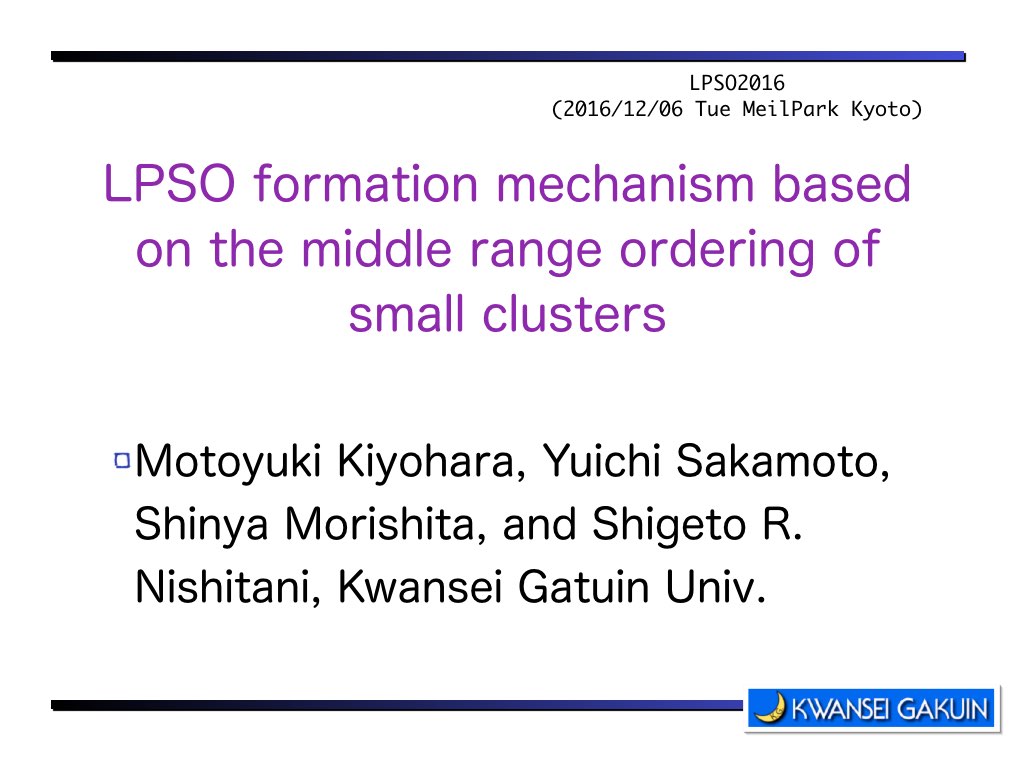 LPSO2016
(2016/12/06 Tue MeilPark Kyoto)
LPSO formation mechanism based
on the middle range ordering of
small clusters
Motoyuki Kiyohara, Yuichi Sakamoto,
Shinya Morishita, and Shigeto R.
Nishitani, Kwansei Gatuin Univ.
KWANSEI GAKUIN